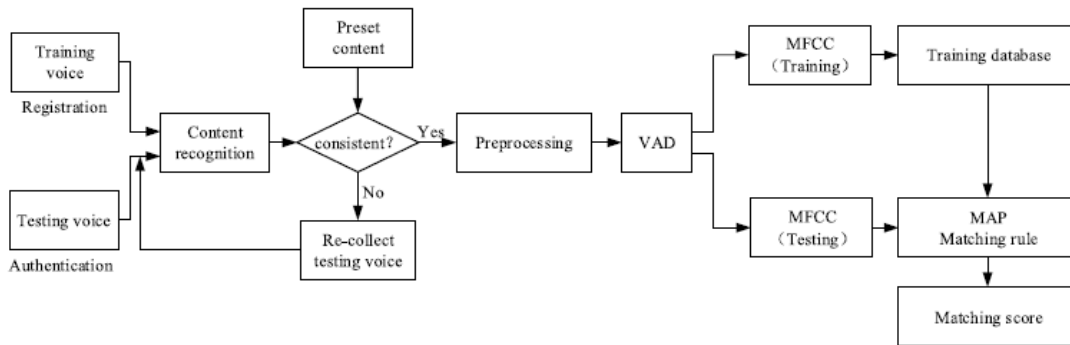 Preset
content
Training
voice
Registration
Content
recognition
consistent?
Yes
No
Testing voice
Authentication
Re-collect
testing voice
Preprocessing
VAD
MFCC
（Training）
Training database
MFCC
（Testing）
MAP
Matching rule
Matching score